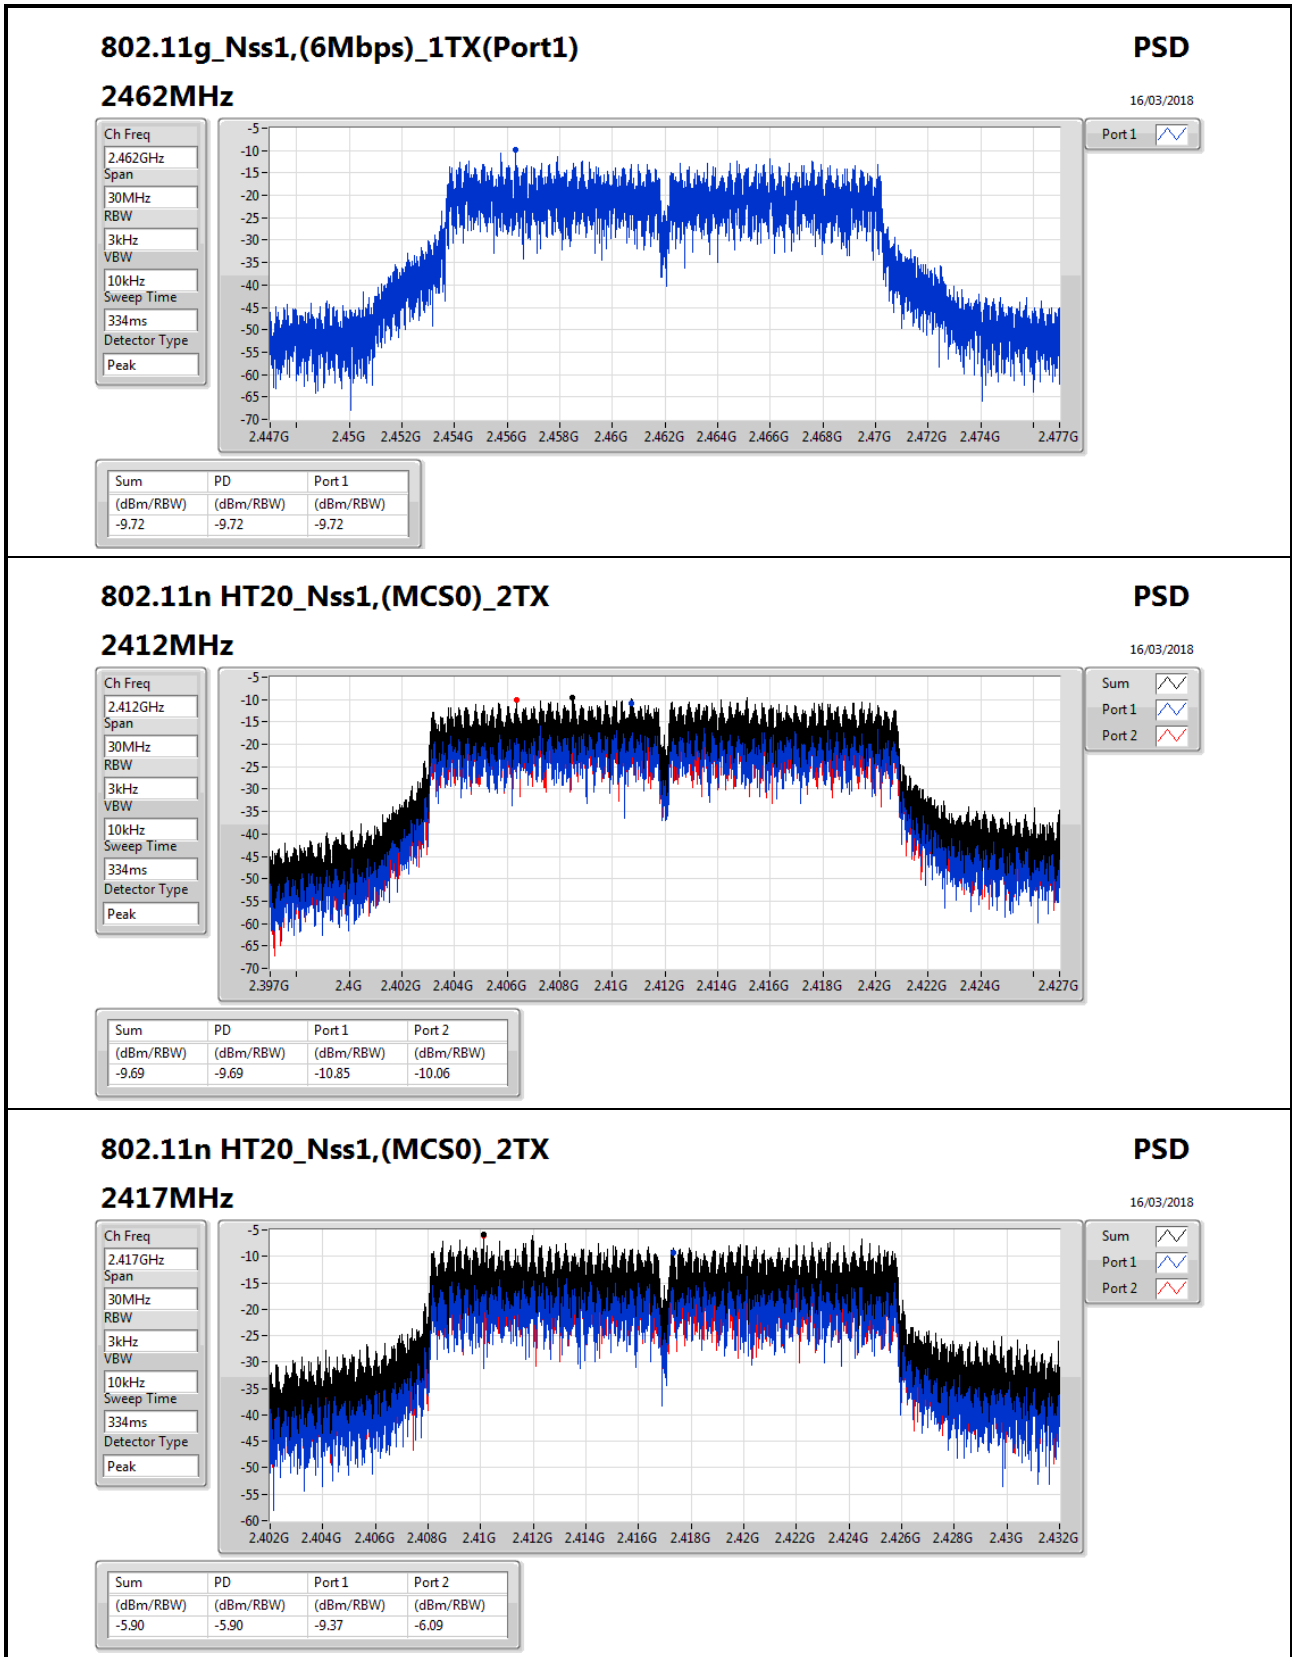 802.11g_Nss1,(6Mbps)_1TX(Port1) PSD
2462MHz 16/03/2018
Ch Freq
2.462GHz
Span
30MHz
RBW
3kHz
VBW
10kHz
Sweep Time
334ms
Detector Type
Peak
-5
-10
-15
-20
-25
-30
-35
-40
-45
-50
-55
-60
-65
-70
2.447G 2.45G 2.452G 2.454G 2.456G 2.458G 2.46G 2.462G 2.464G 2.466G 2.468G 2.47G 2.472G 2.474G 2.477G
Port 1
Sum PD Port 1
(dBm/RBW) (dBm/RBW) (dBm/RBW)
-9.72 -9.72 -9.72
802.11n HT20_Nss1,(MCS0)_2TX PSD
2412MHz 16/03/2018
Ch Freq
2.412GHz
Span
30MHz
RBW
3kHz
VBW
10kHz
Sweep Time
334ms
Detector Type
Peak
-5
-10
-15
-20
-25
-30
-35
-40
-45
-50
-55
-60
-65
-70
2.397G 2.4G 2.402G 2.404G 2.406G 2.408G 2.41G 2.412G 2.414G 2.416G 2.418G 2.42G 2.422G 2.424G 2.427G
Sum
Port 1
Port 2
Sum PD Port 1 Port 2
(dBm/RBW) (dBm/RBW) (dBm/RBW) (dBm/RBW)
-9.69 -9.69 -10.85 -10.06
802.11n HT20_Nss1,(MCS0)_2TX PSD
2417MHz 16/03/2018
Ch Freq
2.417GHz
Span
30MHz
RBW
3kHz
VBW
10kHz
Sweep Time
334ms
Detector Type
Peak
-5
-10
-15
-20
-25
-30
-35
-40
-45
-50
-55
-60
2.402G 2.404G 2.406G 2.408G 2.41G 2.412G 2.414G 2.416G 2.418G 2.42G 2.422G 2.424G 2.426G 2.428G 2.43G 2.432G
Sum
Port 1
Port 2
Sum PD Port 1 Port 2
(dBm/RBW) (dBm/RBW) (dBm/RBW) (dBm/RBW)
-5.90 -5.90 -9.37 -6.09